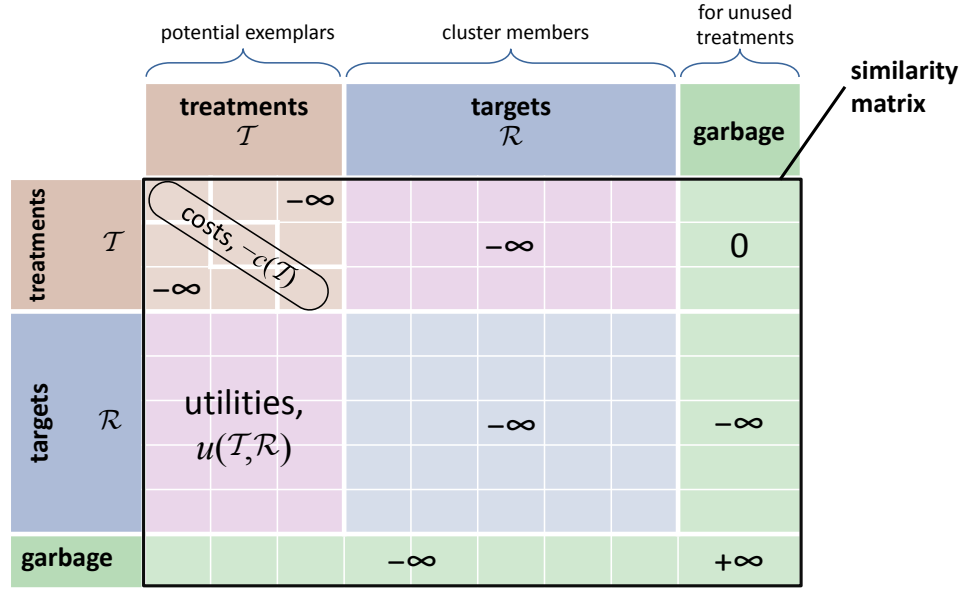 potential exemplars
cluster members
for unused
treatments
similarity
matrix
treatments
𝒯
targets
ℛ
garbage
treatments
𝒯
costs, −c(𝒯)
−∞
−∞
−∞
0
targets
ℛ
utilities,
u(𝒯,ℛ)
−∞
−∞
garbage
−∞
+∞